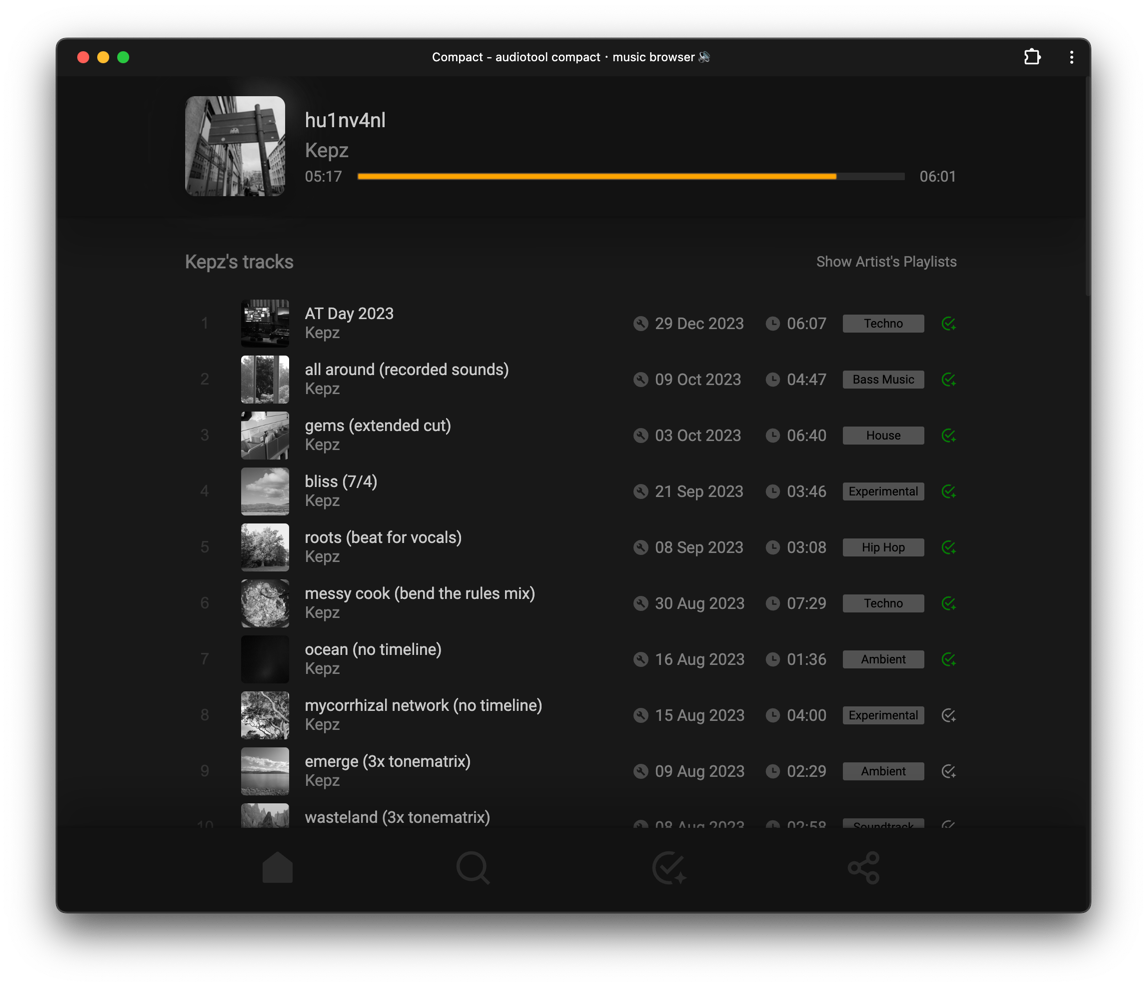 Compact - audiotool compact · music browser 🔊
hu1nv4nl
Kepz
05:17 06:01
Kepz's tracks Show Artist's Playlists
1 AT Day 2023 29 Dec 2023 06:07 Techno
Kepz
2 all around (recorded sounds) 09 Oct 2023 04:47 Bass Music
Kepz
3 gems (extended cut) 03 Oct 2023 06:40 House
Kepz
4 bliss (7/4) 21 Sep 2023 03:46 Experimental
Kepz
5 roots (beat for vocals) 08 Sep 2023 03:08 Hip Hop
Kepz
6 messy cook (bend the rules mix) 30 Aug 2023 07:29 Techno
Kepz
7 ocean (no timeline) 16 Aug 2023 01:36 Ambient
Kepz
8 mycorrhizal network (no timeline) 15 Aug 2023 04:00 Experimental
Kepz
9 emerge (3x tonematrix) 09 Aug 2023 02:29 Ambient
Kepz
10 wasteland (3x tonematrix) 08 Aug 2023 02:58 Soundtrack